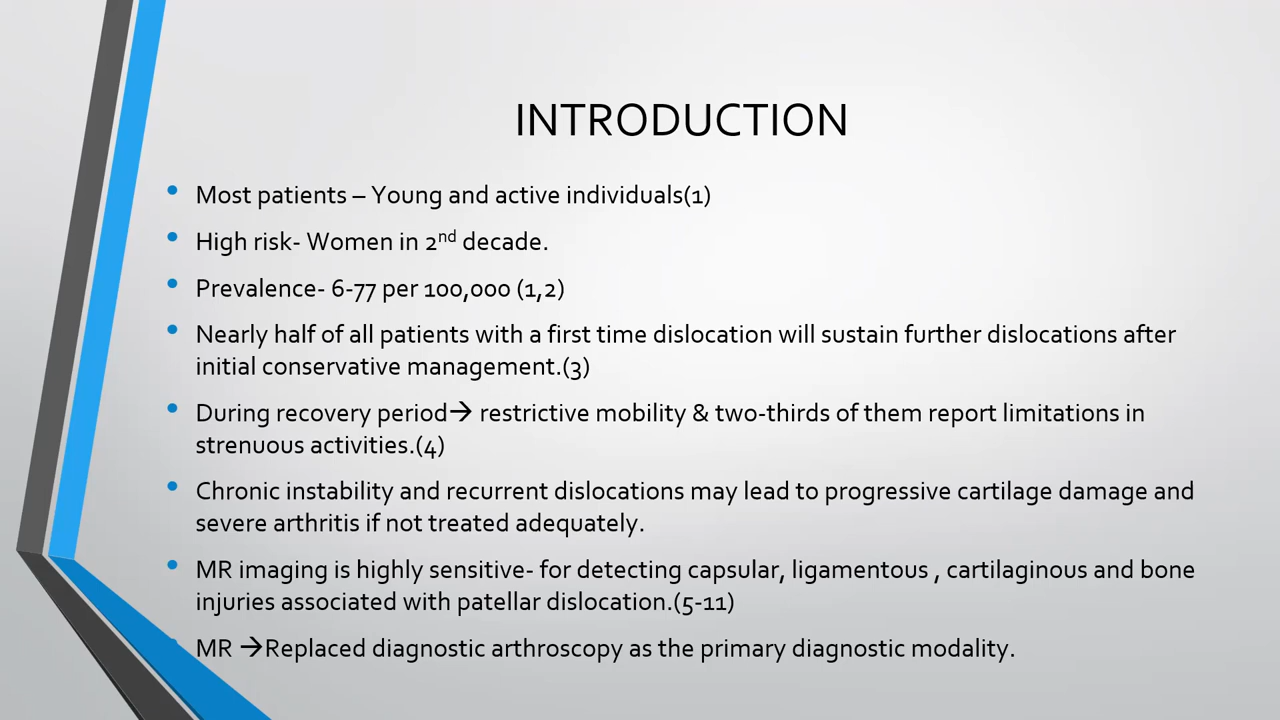 INTRODUCTION
• Most patients – Young and active individuals(1)
• High risk- Women in 2nd decade.
• Prevalence- 6-77 per 100,000 (1,2)
• Nearly half of all patients with a first time dislocation will sustain further dislocations after
initial conservative management.(3)
• During recovery period→ restrictive mobility & two-thirds of them report limitations in
strenuous activities.(4)
• Chronic instability and recurrent dislocations may lead to progressive cartilage damage and
severe arthritis if not treated adequately.
• MR imaging is highly sensitive- for detecting capsular, ligamentous , cartilaginous and bone
injuries associated with patellar dislocation.(5-11)
• MR →Replaced diagnostic arthroscopy as the primary diagnostic modality.